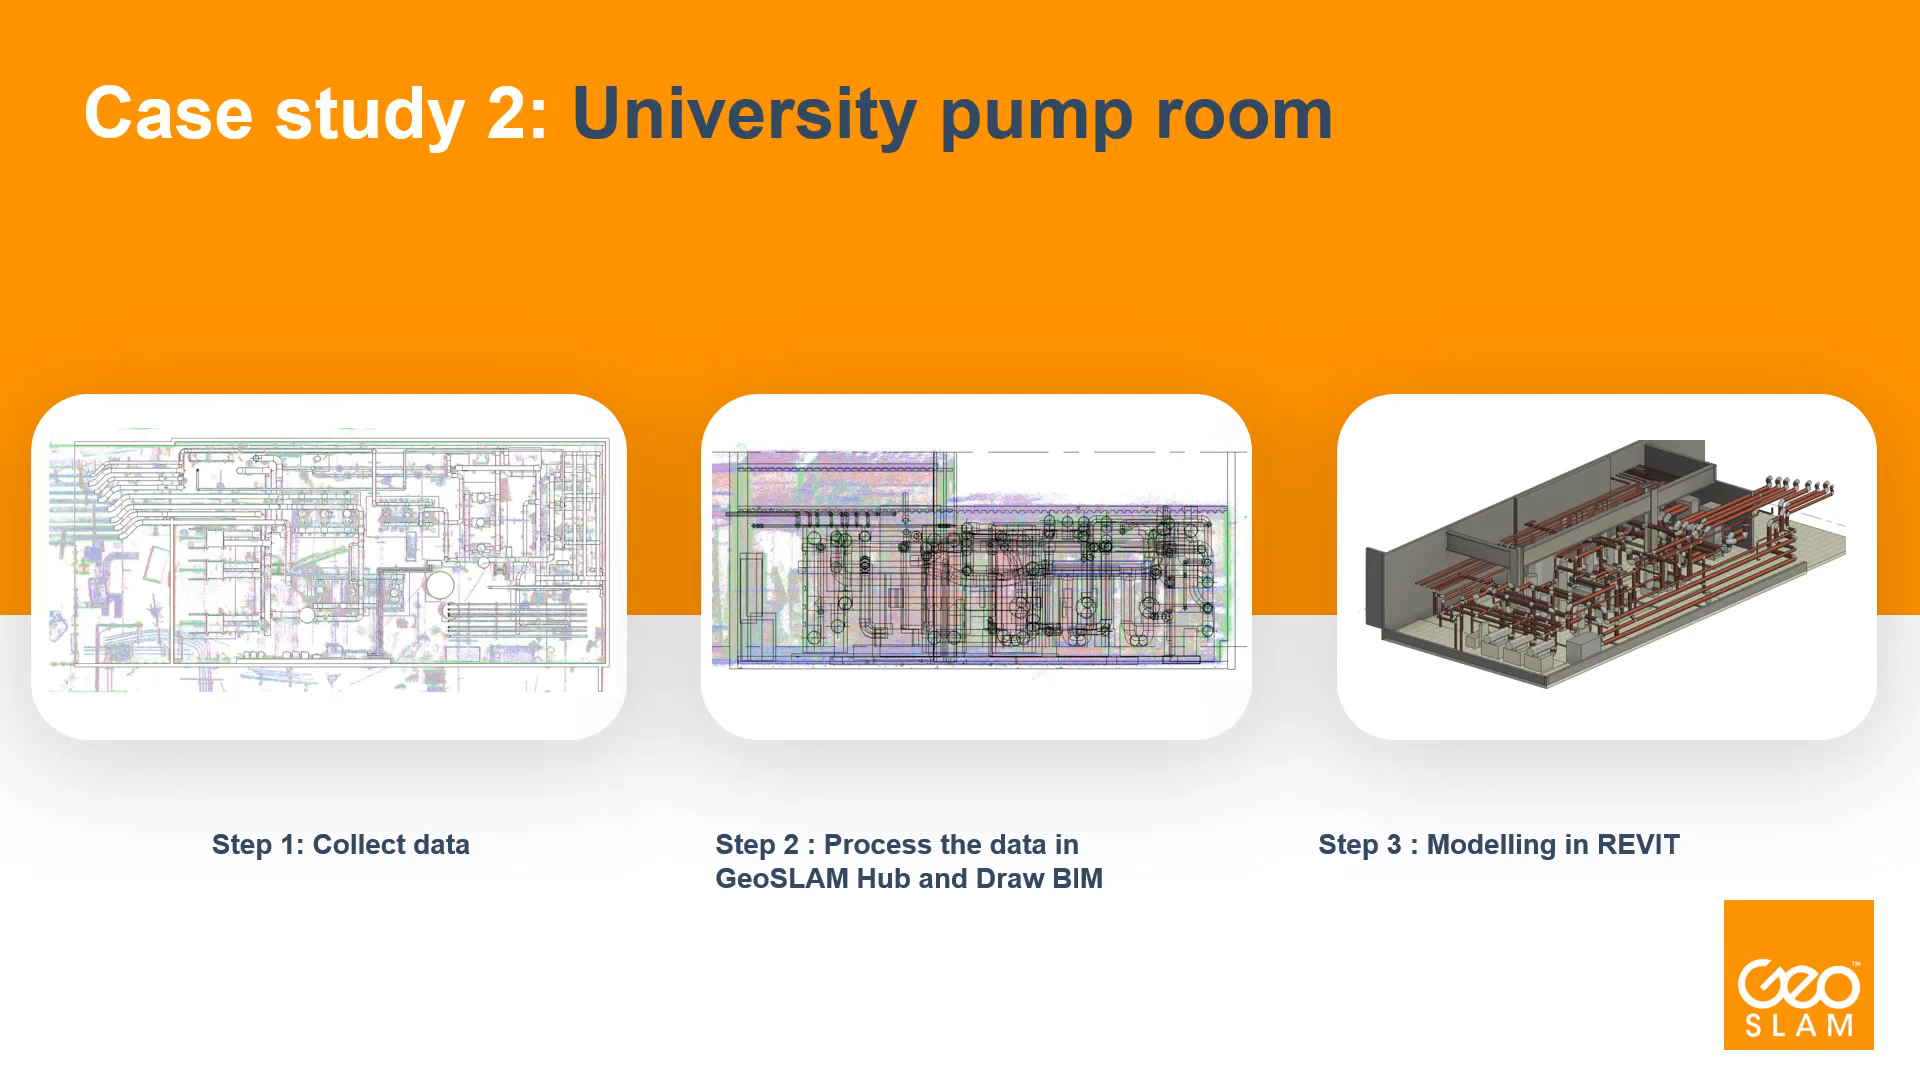 Case study 2: University pump room
Step 1: Collect data
Step 2 : Process the data in
GeoSLAM Hub and Draw BIM
Step 3 : Modelling in REVIT
Geo™
SLAM